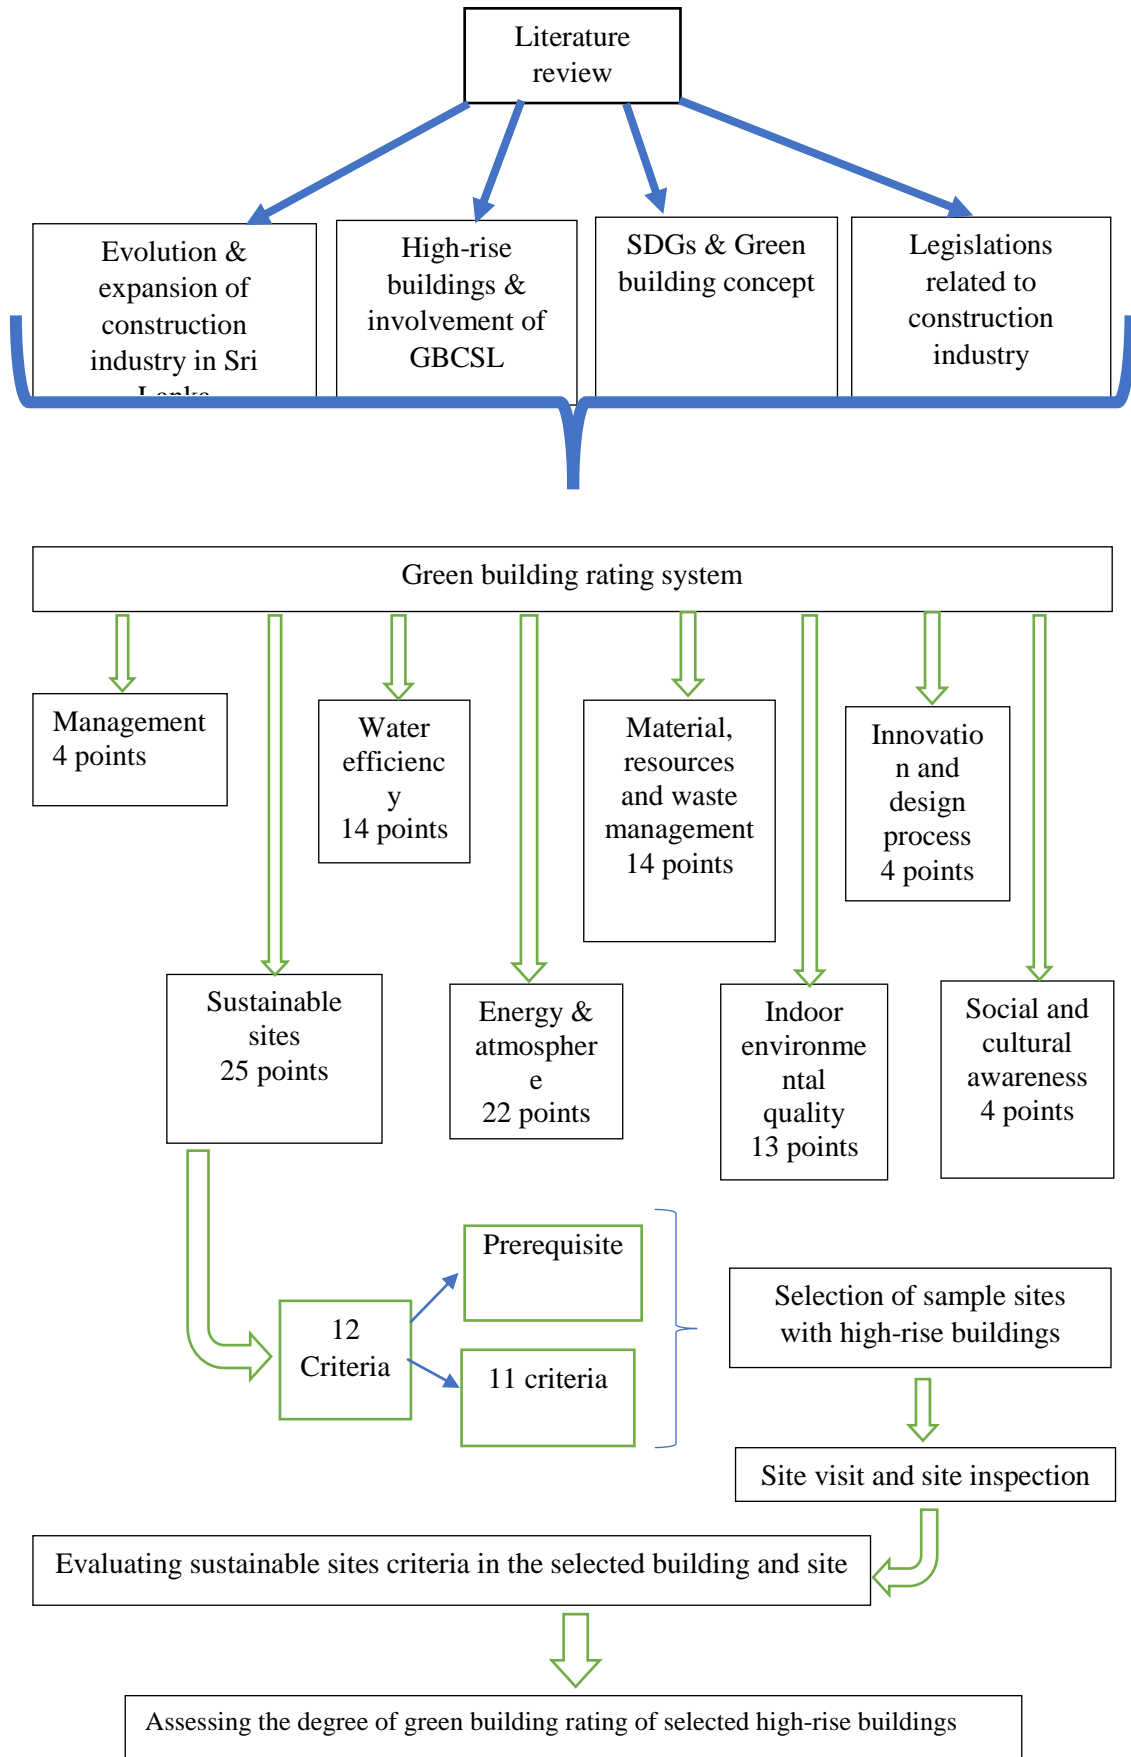 Literature
review
Evolution &
expansion of
construction
industry in Sri
Lanka
High-rise
buildings &
involvement of
GBCSL
SDGs & Green
building concept
Legislations
related to
construction
industry
Green building rating system
Management
4 points
Water
efficienc
y
14 points
Material,
resources
and waste
management
14 points
Innovatio
n and
design
process
4 points
Sustainable
sites
25 points
Energy &
atmospher
e
22 points
Indoor
environme
ntal
quality
13 points
Social and
cultural
awareness
4 points
12
Criteria
Prerequisite
11 criteria
Selection of sample sites
with high-rise buildings
Site visit and site inspection
Evaluating sustainable sites criteria in the selected building and site
Assessing the degree of green building rating of selected high-rise buildings